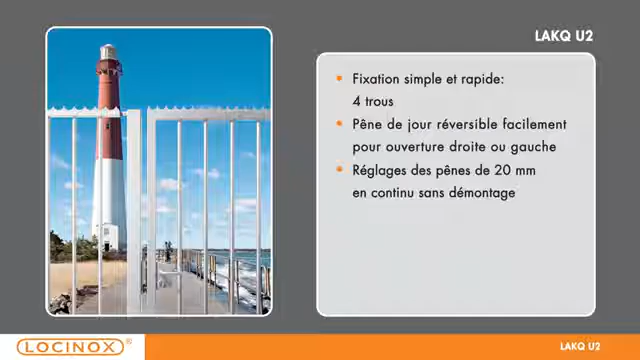 LAKQ U2
Fixation simple et rapide:
4 trous
Pêne de jour réversible facilement
pour ouverture droite ou gauche
Réglages des pênes de 20 mm
en continu sans démontage
LOCINOX®
LAKQ U2